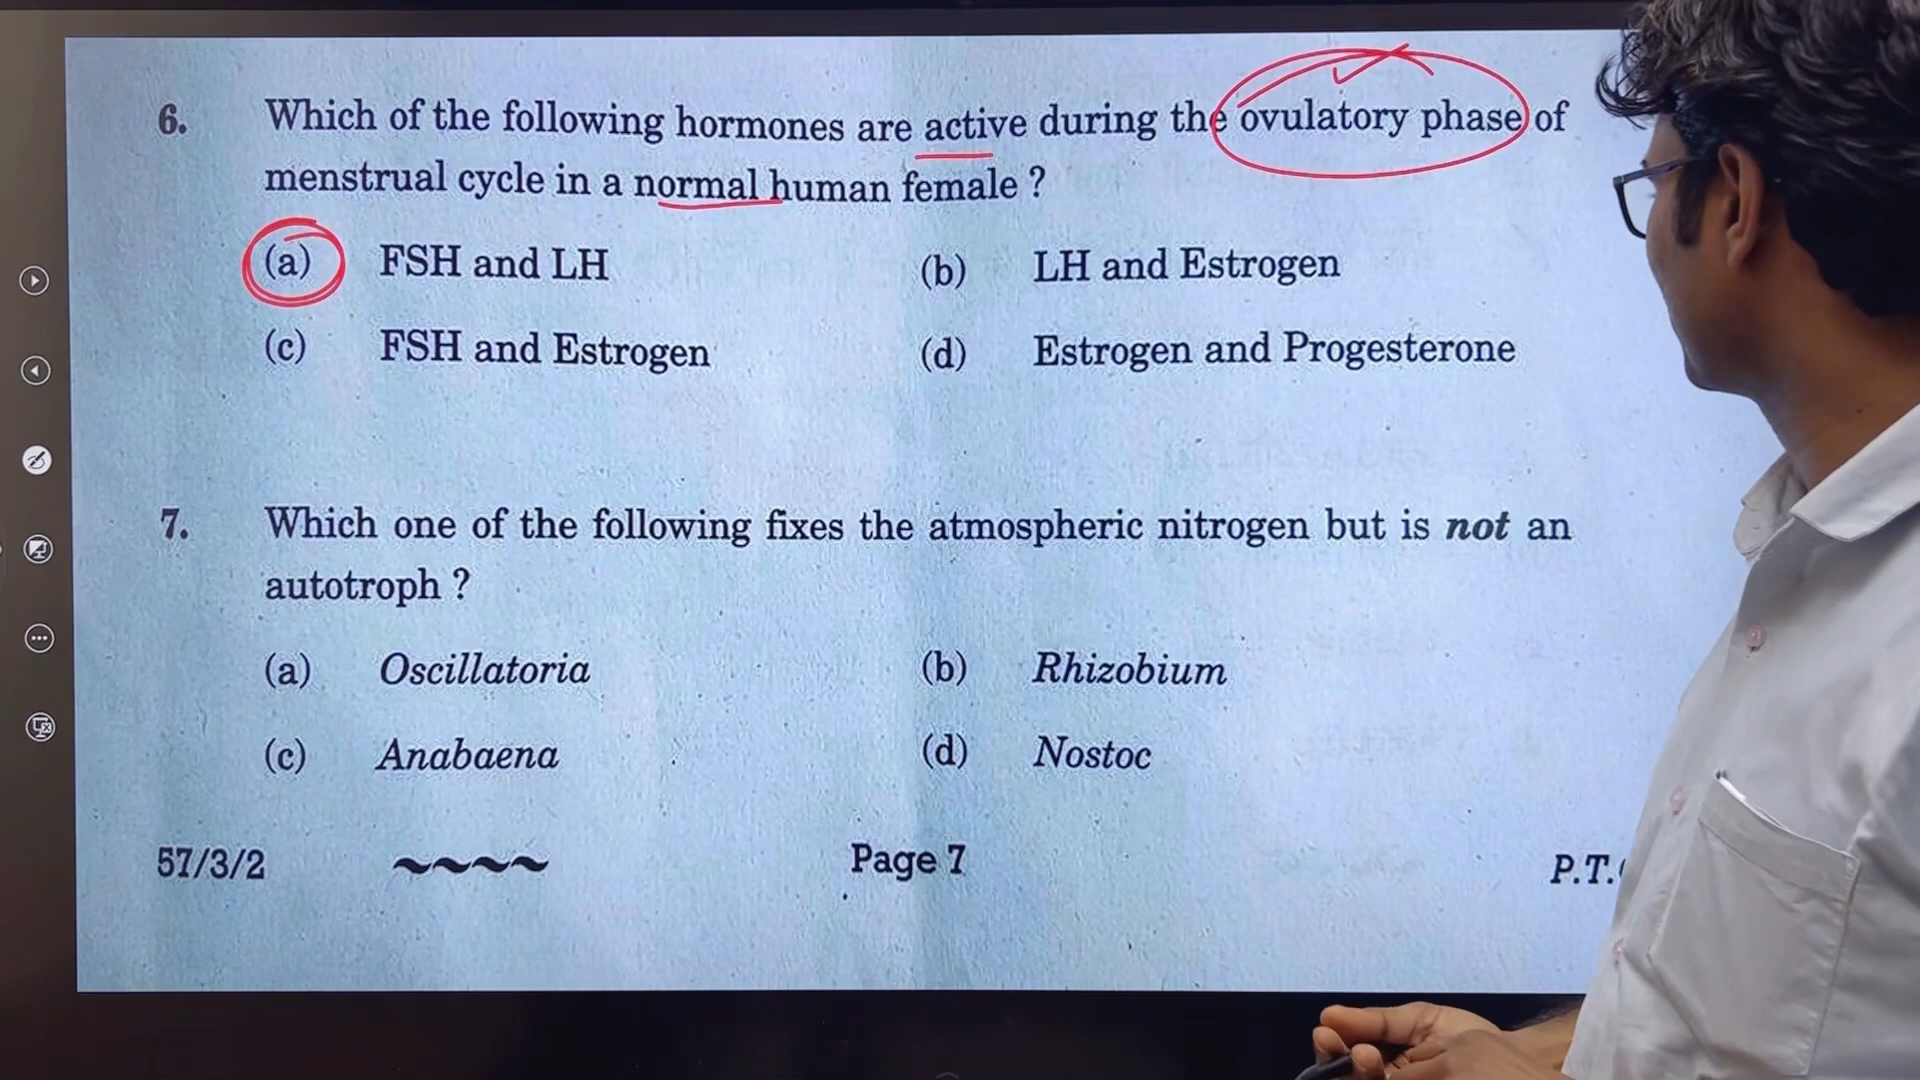 6. Which of the following hormones are active during the ovulatory phase of
menstrual cycle in a normal human female ?
(a) FSH and LH (b) LH and Estrogen
(c) FSH and Estrogen (d) Estrogen and Progesterone
7. Which one of the following fixes the atmospheric nitrogen but is not an
autotroph ?
(a) Oscillatoria (b) Rhizobium
(c) Anabaena (d) Nostoc
57/3/2 Page 7 P.T.